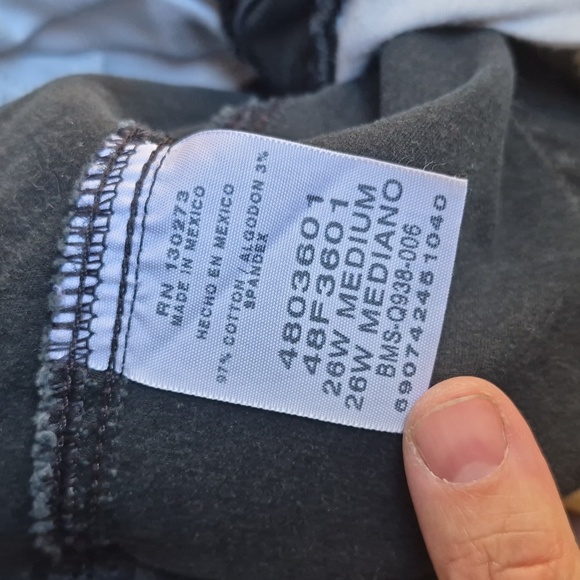 RN 130273
MADE IN MEXICO
HECHO EN MEXICO
97% COTTON / ALGODON 3%
SPANDEX
4803601
48F3601
26W MEDIUM
26W MEDIANO
BMS-Q938-006
6907424581040